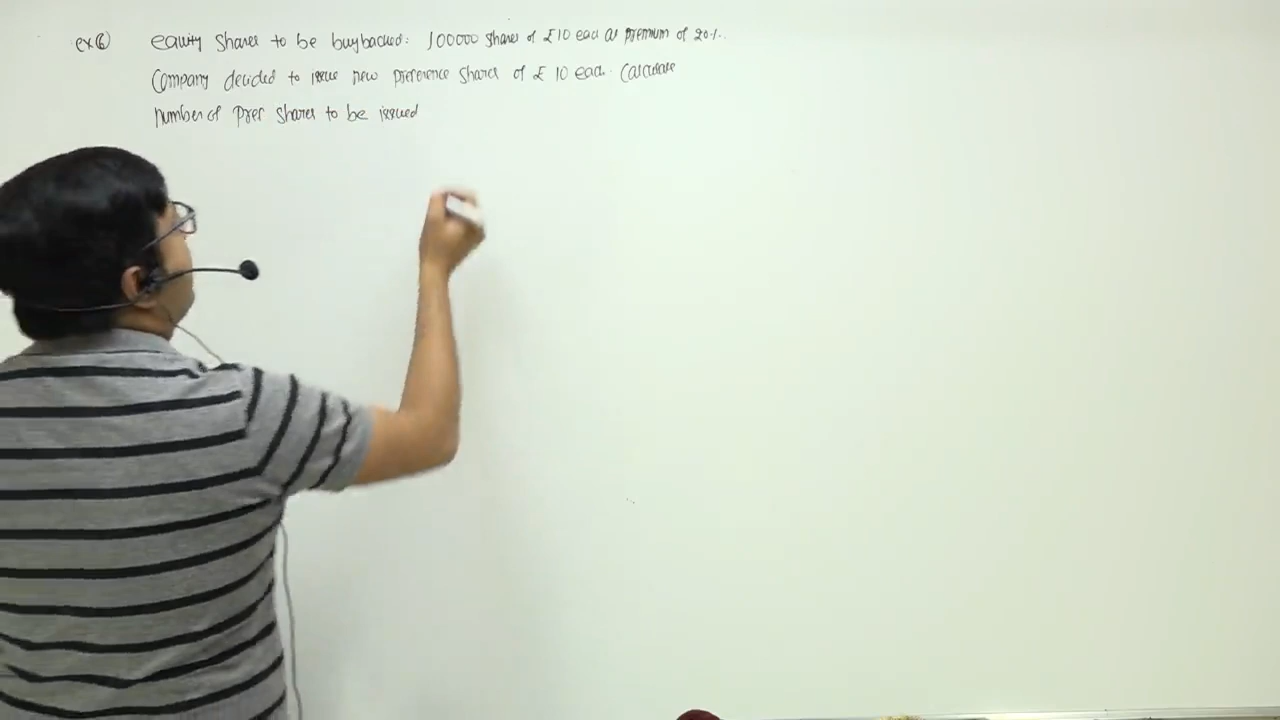 ex ⑥ equity shares to be buybacked: 100000 shares of ₤10 each at premium of 20%.
Company decided to issue new preference shares of ₤ 10 each. Calculate
number of pref shares to be issued